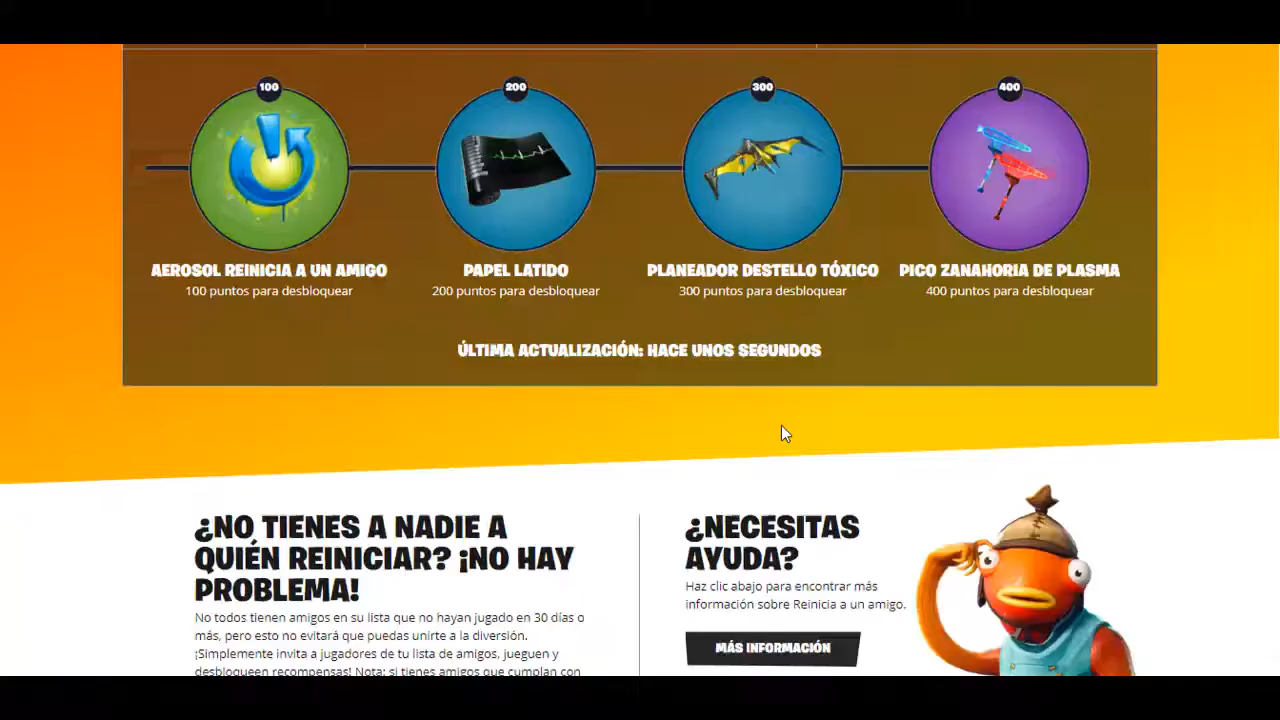 100
200
300
400
AEROSOL REINICIA A UN AMIGO
100 puntos para desbloquear
PAPEL LATIDO
200 puntos para desbloquear
PLANEADOR DESTELLO TÓXICO
300 puntos para desbloquear
PICO ZANAHORIA DE PLASMA
400 puntos para desbloquear
ÚLTIMA ACTUALIZACIÓN: HACE UNOS SEGUNDOS
¿NO TIENES A NADIE A
QUIÉN REINICIAR? ¡NO HAY
PROBLEMA!
No todos tienen amigos en su lista que no hayan jugado en 30 días o
más, pero esto no evitará que puedas unirte a la diversión.
¡Simplemente invita a jugadores de tu lista de amigos, jueguen y
desbloqueen recompensas! Nota: si tienes amigos que cumplan con
¿NECESITAS
AYUDA?
Haz clic abajo para encontrar más
información sobre Reinicia a un amigo.
MÁS INFORMACIÓN